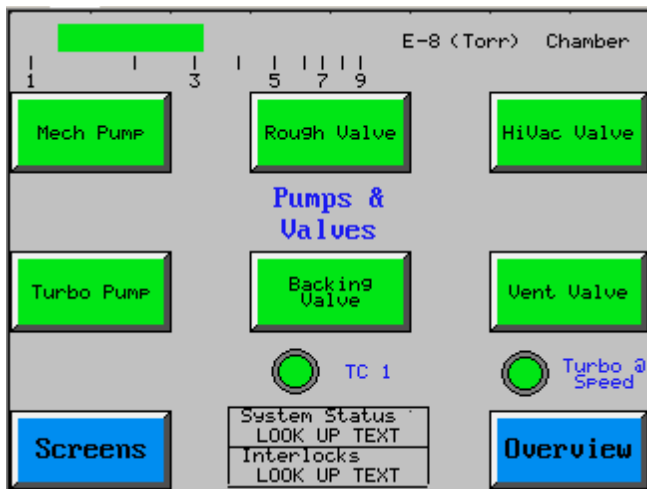 E-8 (Torr) Chamber
1 3 5 7 9
Mech Pump
Rough Valve
HiVac Valve
Pumps &
Valves
Turbo Pump
Backing
Valve
Vent Valve
TC 1
Turbo @
Speed
Screens
System Status
LOOK UP TEXT
Interlocks
LOOK UP TEXT
Overview